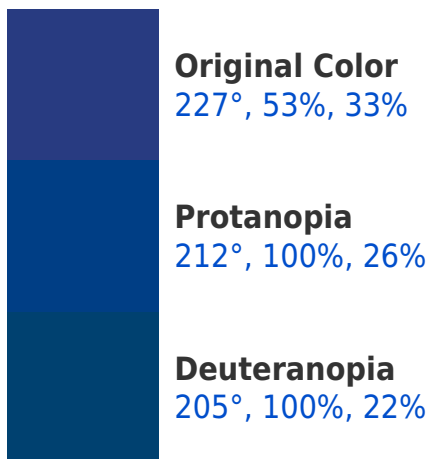 Original Color
227°, 53%, 33%
Protanopia
212°, 100%, 26%
Deuteranopia
205°, 100%, 22%